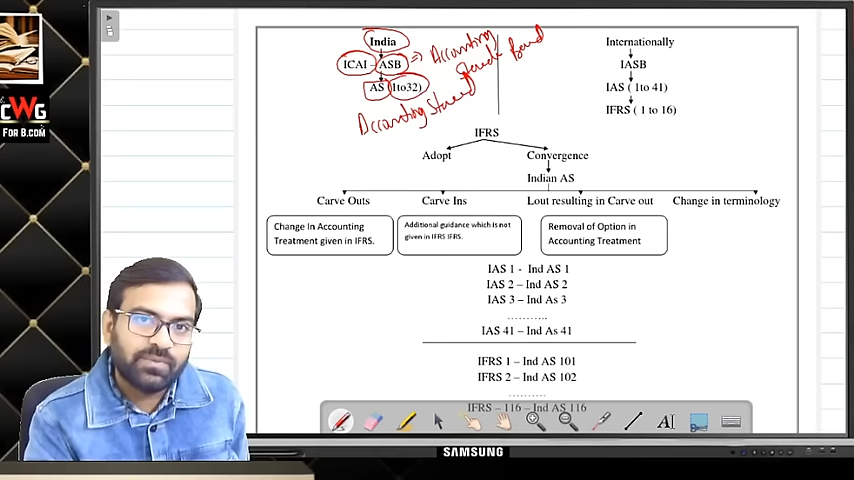 India
ICAI – ASB
AS (1to32)
Accounting
Board
Accounting
Internationally
IASB
IAS ( 1to 41)
IFRS ( 1 to 16)
IFRS
Adopt
Convergence
Indian AS
Carve Outs
Carve Ins
Lout resulting in Carve out
Change in terminology
Change In Accounting
Treatment given in IFRS.
Additional guidance which is not
given in IFRS IFRS.
Removal of Option in
Accounting Treatment
IAS 1 - Ind AS 1
IAS 2 – Ind AS 2
IAS 3 – Ind As 3
...........
IAS 41 – Ind As 41
IFRS 1 – Ind AS 101
IFRS 2 – Ind AS 102
..........
IFRS – 116 – Ind AS 116
CWG
FOR B.COM
SAMSUNG